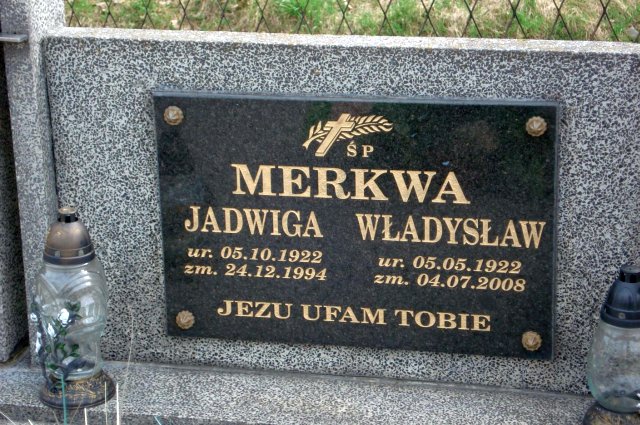 ŚP
MERKWA
JADWIGA WŁADYSŁAW
ur. 05.10.1922 ur. 05.05.1922
zm. 24.12.1994 zm. 04.07.2008
JEZU UFAM TOBIE